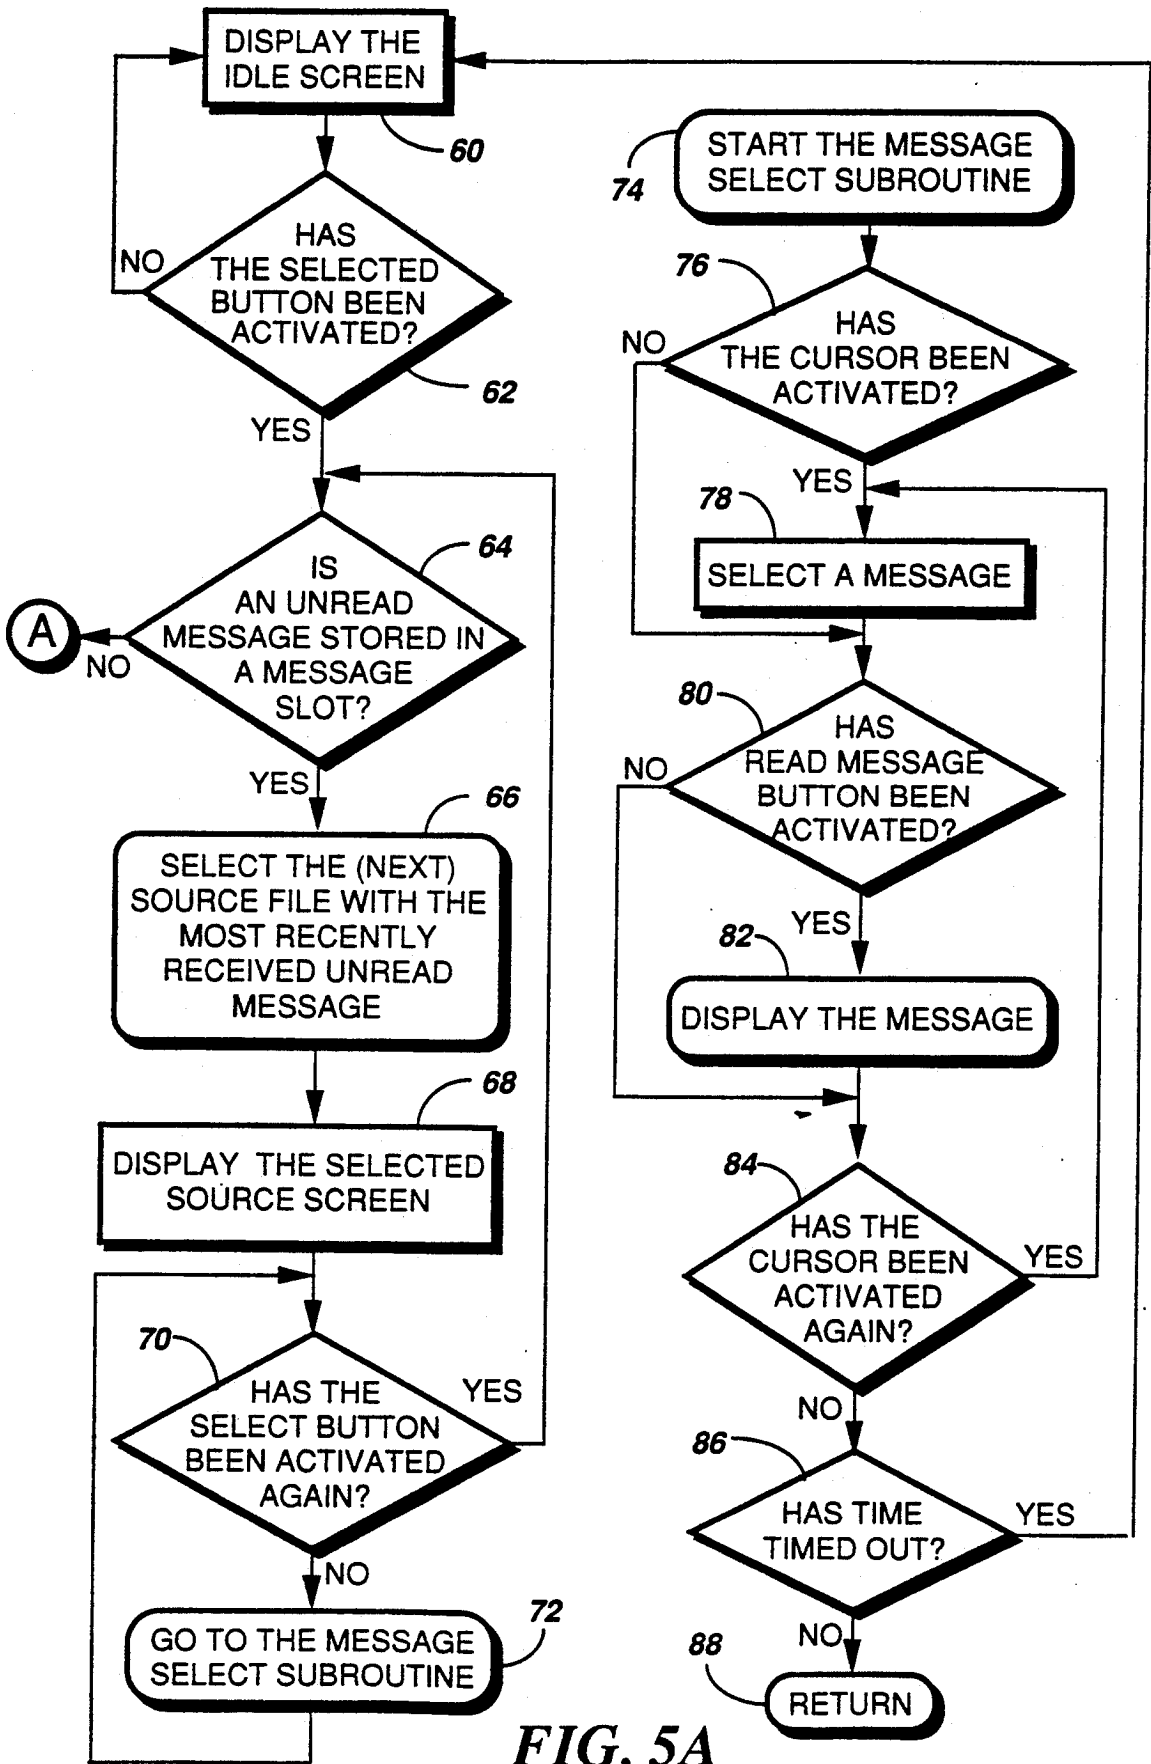 DISPLAY THE
IDLE SCREEN
60
HAS
THE SELECTED
BUTTON BEEN
ACTIVATED?
NO
62
YES
64
IS
AN UNREAD
MESSAGE STORED IN
A MESSAGE
SLOT?
A
NO
YES
66
SELECT THE (NEXT)
SOURCE FILE WITH THE
MOST RECENTLY
RECEIVED UNREAD
MESSAGE
68
DISPLAY THE SELECTED
SOURCE SCREEN
70
HAS THE
SELECT BUTTON
BEEN ACTIVATED
AGAIN?
YES
NO
72
GO TO THE MESSAGE
SELECT SUBROUTINE
START THE MESSAGE
SELECT SUBROUTINE
74
76
HAS
THE CURSOR BEEN
ACTIVATED?
NO
YES
78
SELECT A MESSAGE
80
HAS
READ MESSAGE
BUTTON BEEN
ACTIVATED?
NO
YES
82
DISPLAY THE MESSAGE
84
HAS THE
CURSOR BEEN
ACTIVATED
AGAIN?
YES
NO
86
HAS TIME
TIMED OUT?
YES
NO
88
RETURN
FIG. 5A